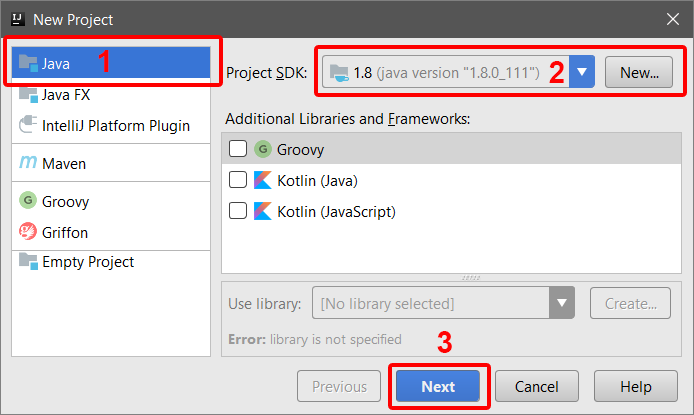 IJ New Project
Java 1
Java FX
IntelliJ Platform Plugin
Maven
Groovy
Griffon
Empty Project
Project SDK: 1.8 (java version "1.8.0_111") 2 New...
Additional Libraries and Frameworks:
Groovy
Kotlin (Java)
Kotlin (JavaScript)
Use library: [No library selected] Create...
Error: library is not specified
3
Previous Next Cancel Help